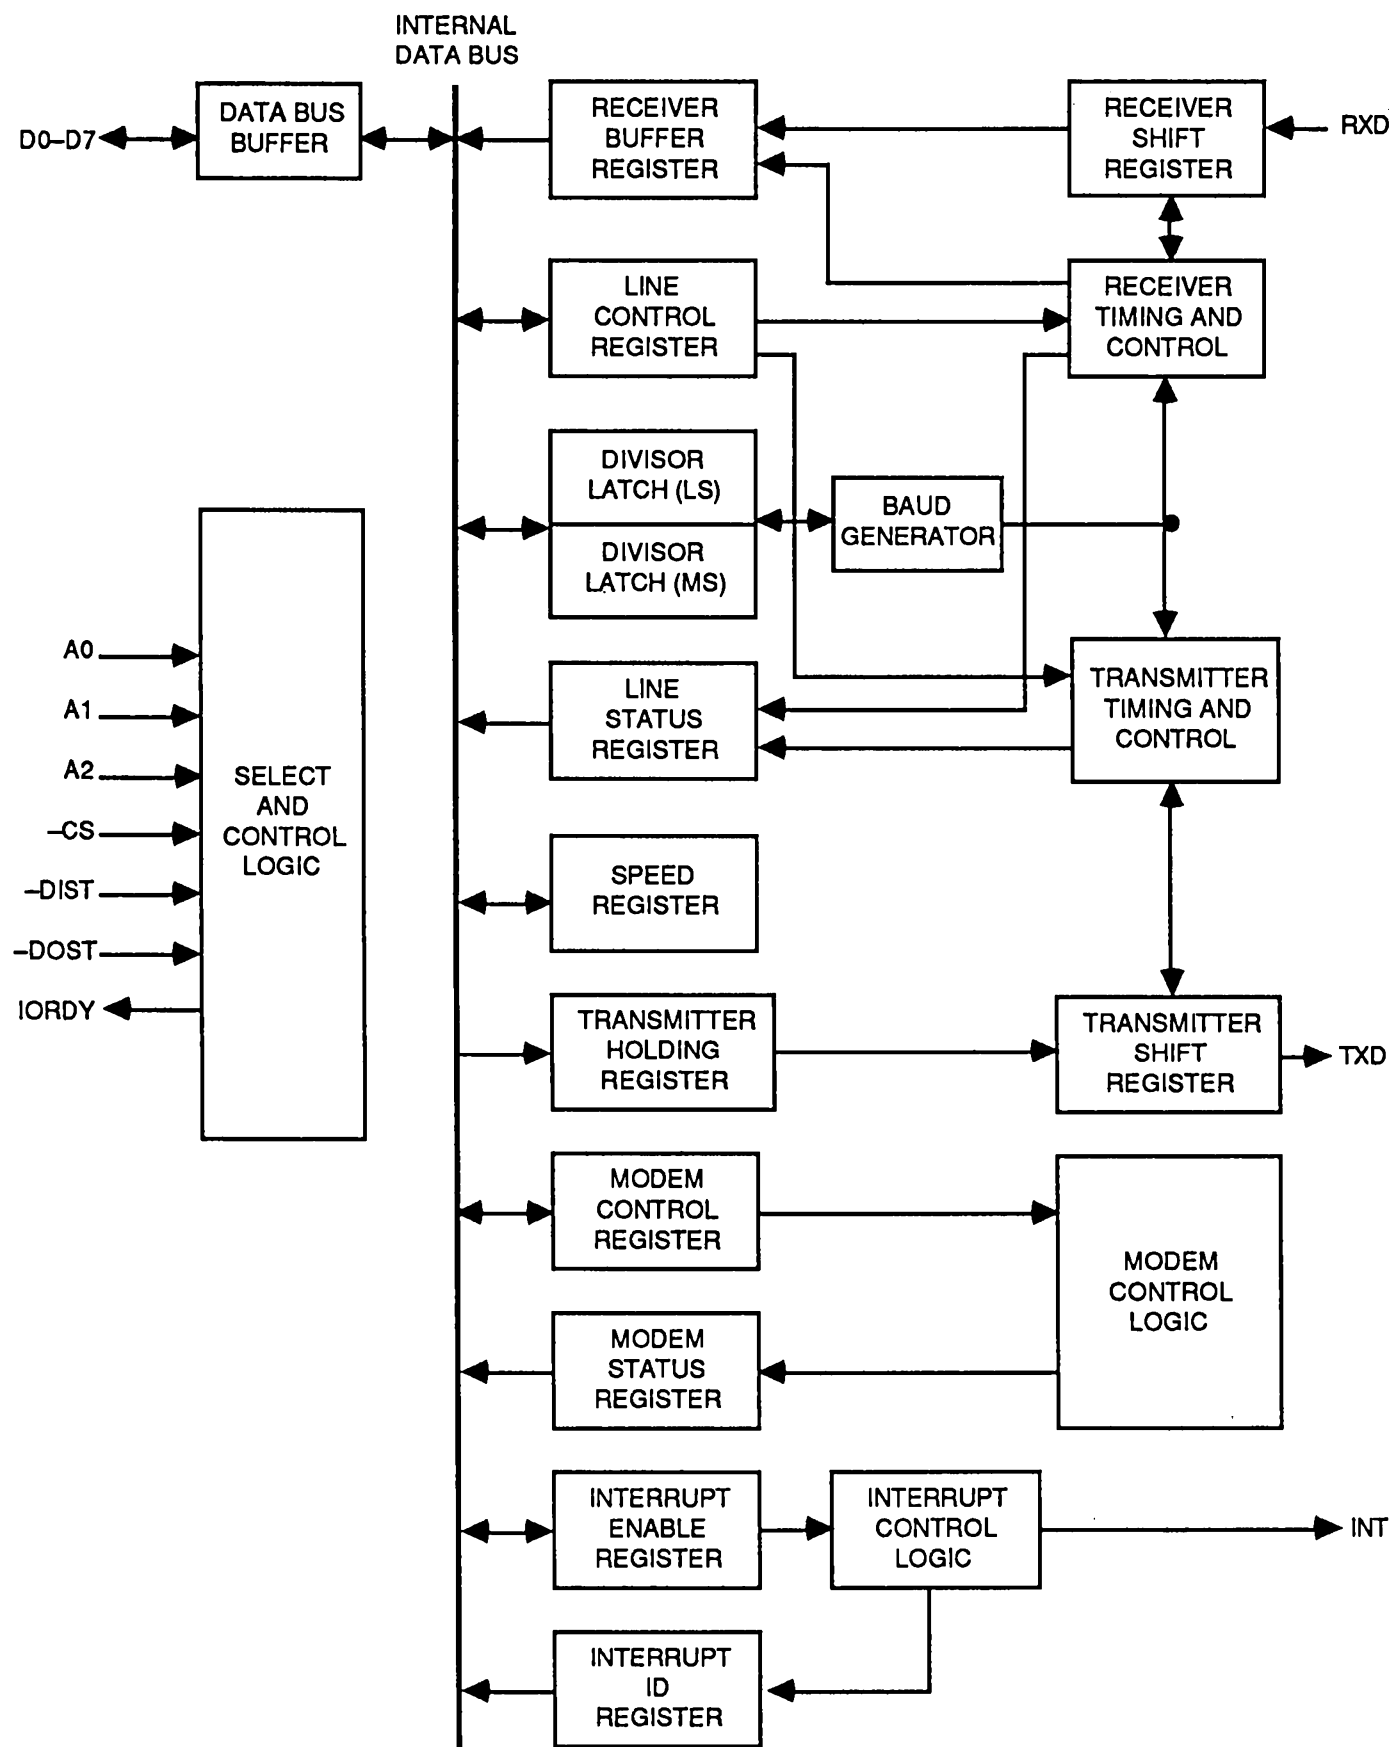 INTERNAL
DATA BUS
D0–D7
DATA BUS
BUFFER
RECEIVER
BUFFER
REGISTER
RECEIVER
SHIFT
REGISTER
RXD
LINE
CONTROL
REGISTER
RECEIVER
TIMING AND
CONTROL
DIVISOR
LATCH (LS)
DIVISOR
LATCH (MS)
BAUD
GENERATOR
A0
A1
A2
–CS
–DIST
–DOST
IORDY
SELECT
AND
CONTROL
LOGIC
LINE
STATUS
REGISTER
TRANSMITTER
TIMING AND
CONTROL
SPEED
REGISTER
TRANSMITTER
HOLDING
REGISTER
TRANSMITTER
SHIFT
REGISTER
TXD
MODEM
CONTROL
REGISTER
MODEM
CONTROL
LOGIC
MODEM
STATUS
REGISTER
INTERRUPT
ENABLE
REGISTER
INTERRUPT
CONTROL
LOGIC
INT
INTERRUPT
ID
REGISTER